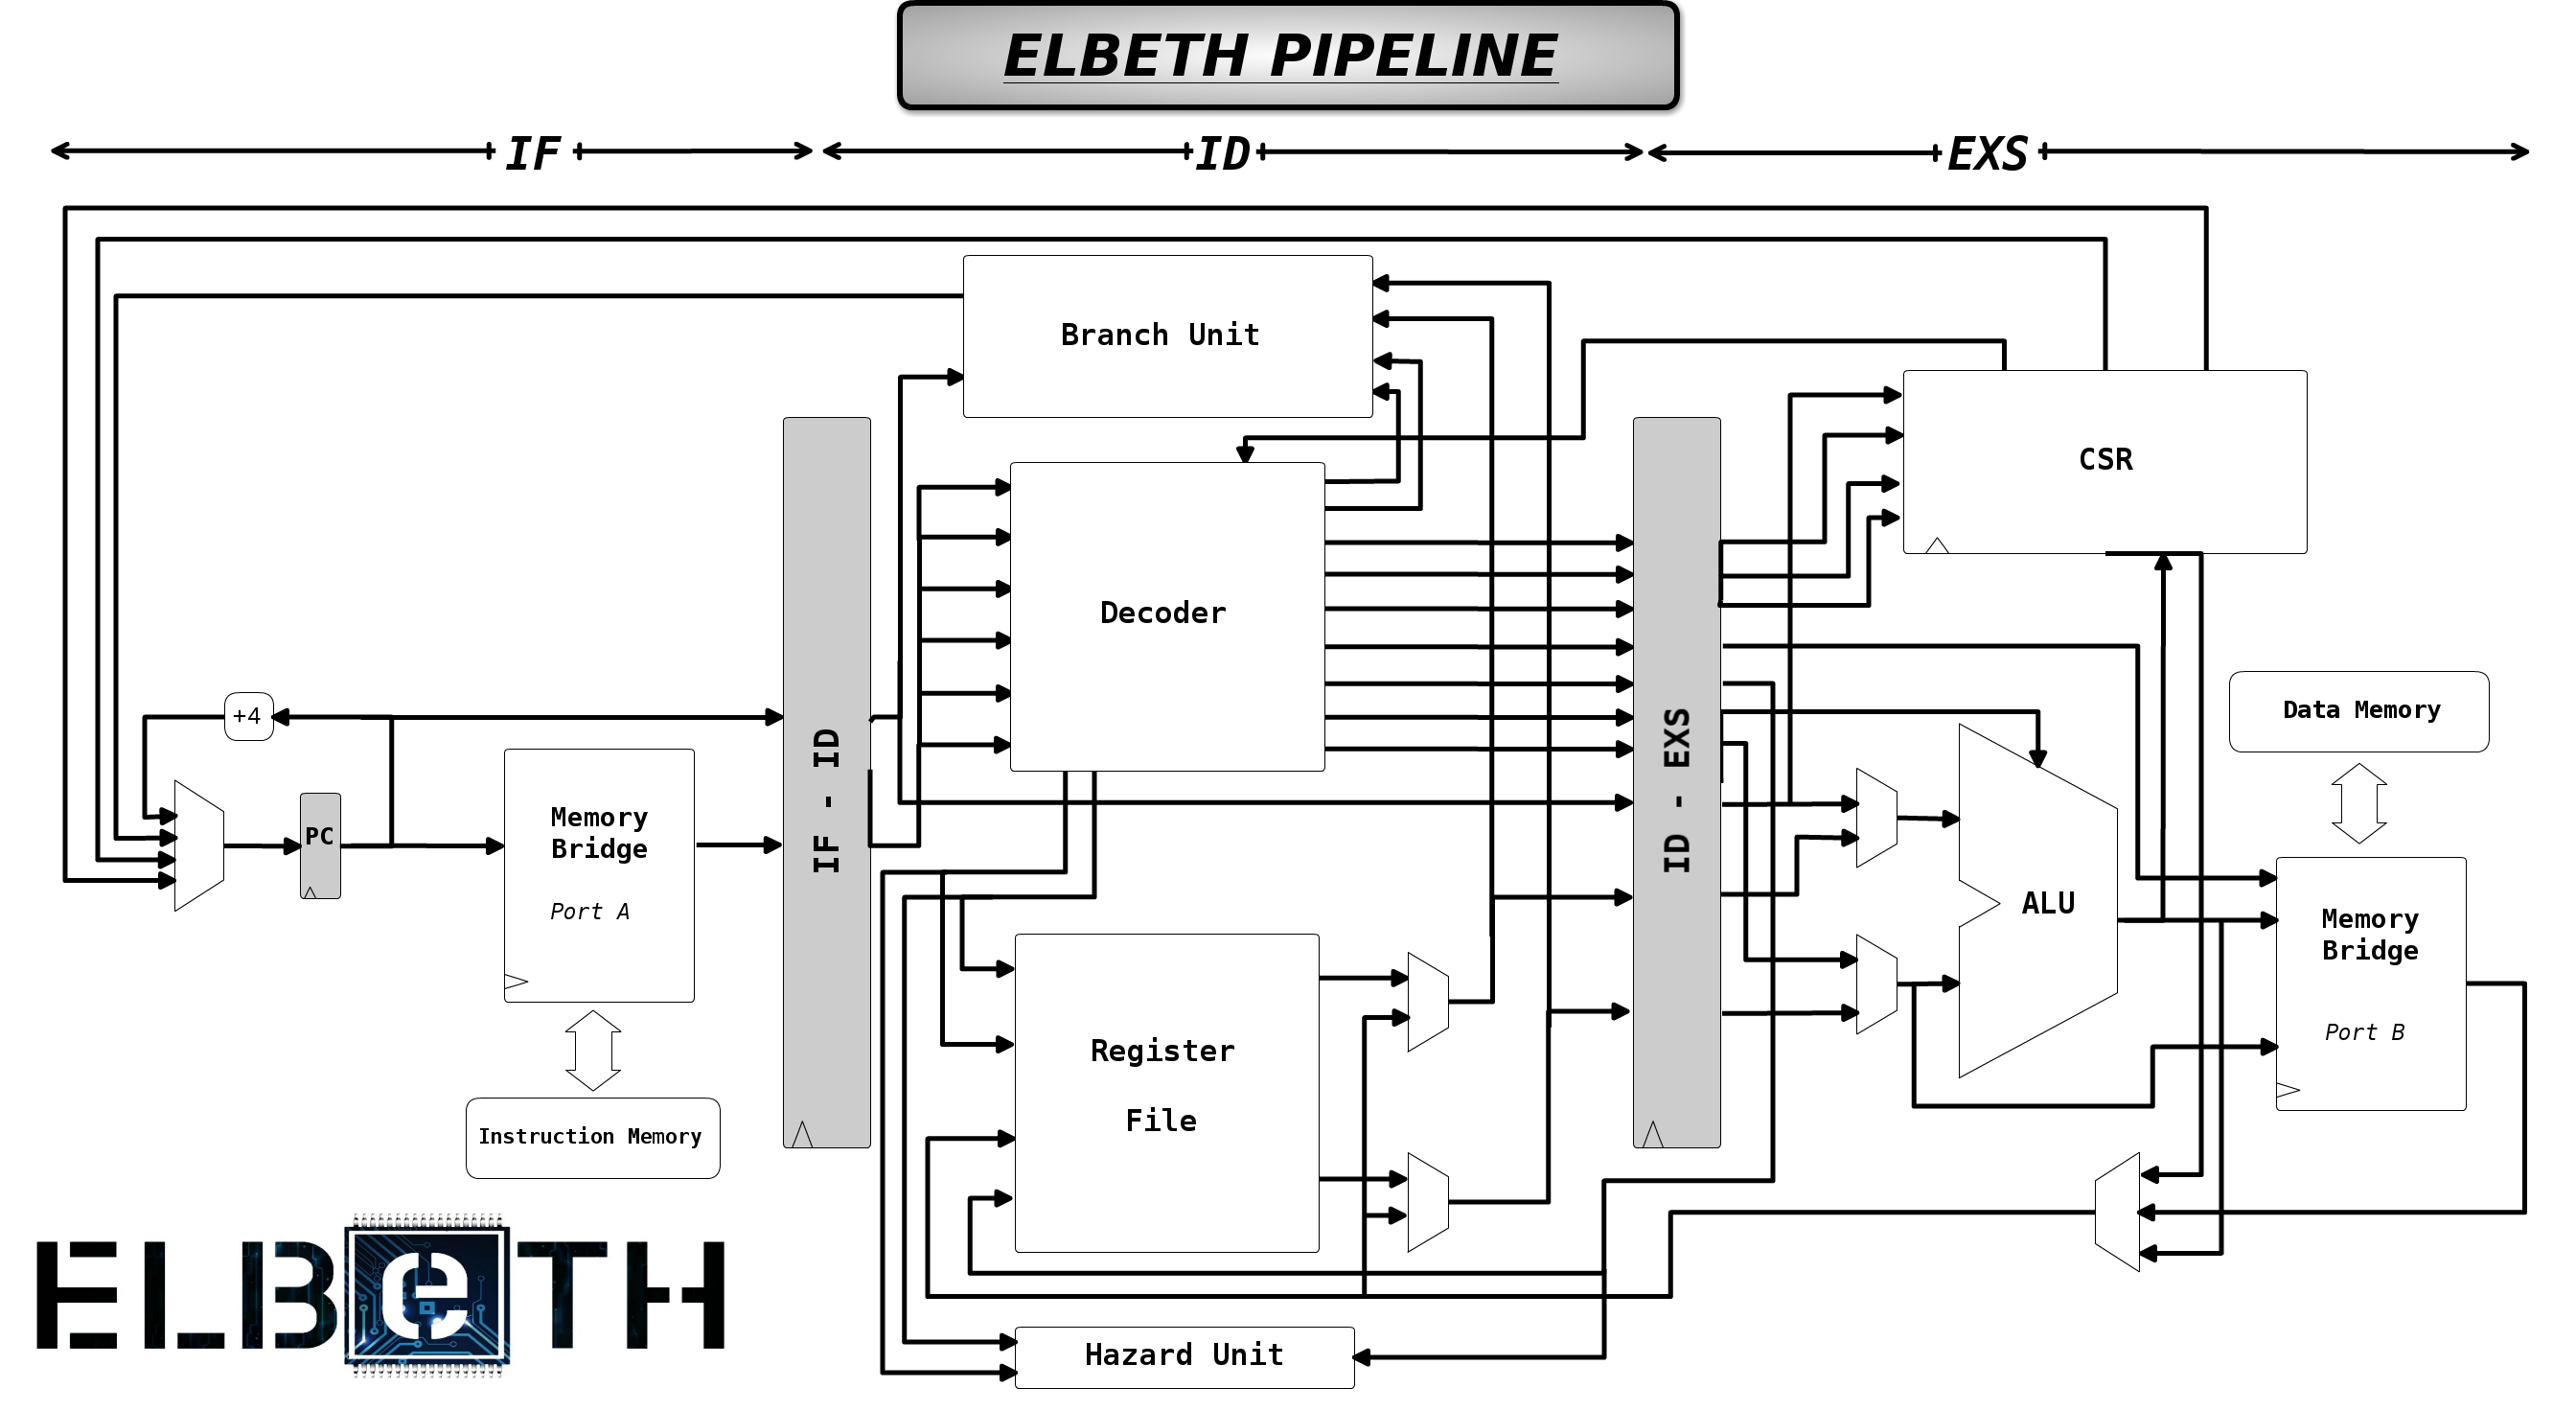 ELBETH PIPELINE
IF
ID
EXS
Branch Unit
CSR
Decoder
+4
PC
Memory
Bridge
Port A
IF - ID
ID - EXS
Data Memory
ALU
Memory
Bridge
Port B
Register
File
Instruction Memory
Hazard Unit
ELBeTH